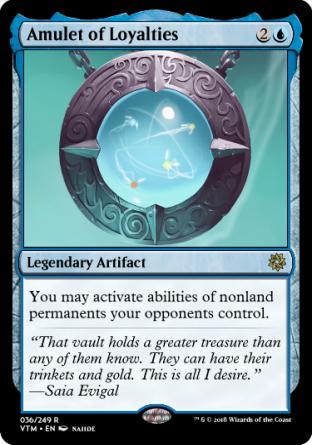 Amulet of Loyalties 2
Legendary Artifact
You may activate abilities of nonland
permanents your opponents control.
“That vault holds a greater treasure than
any of them know. They can have their
trinkets and gold. This is all I desire.”
—Saia Evigal
036/249 R
VTM • EN NAHDE ™ & © 2018 Wizards of the Coast